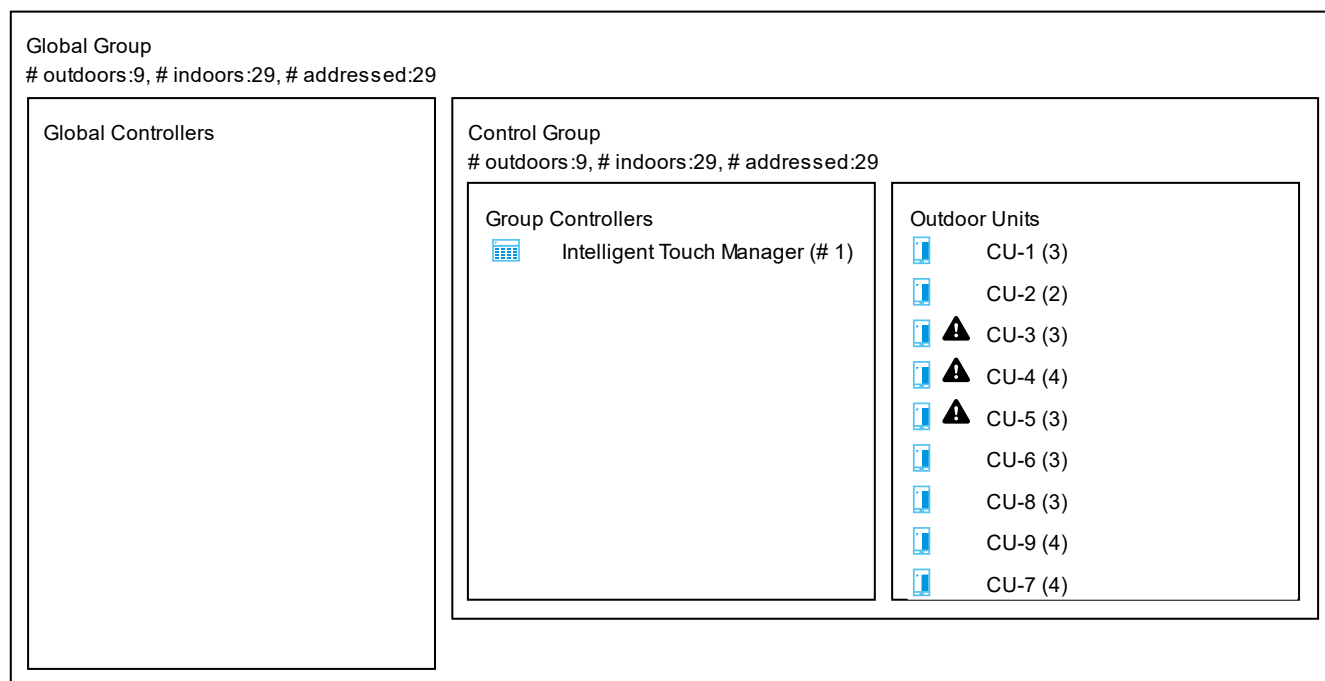 Global Group
# outdoors:9, # indoors:29, # addressed:29
Global Controllers
Control Group
# outdoors:9, # indoors:29, # addressed:29
Group Controllers
Intelligent Touch Manager (# 1)
Outdoor Units
CU-1 (3)
CU-2 (2)
CU-3 (3)
CU-4 (4)
CU-5 (3)
CU-6 (3)
CU-8 (3)
CU-9 (4)
CU-7 (4)